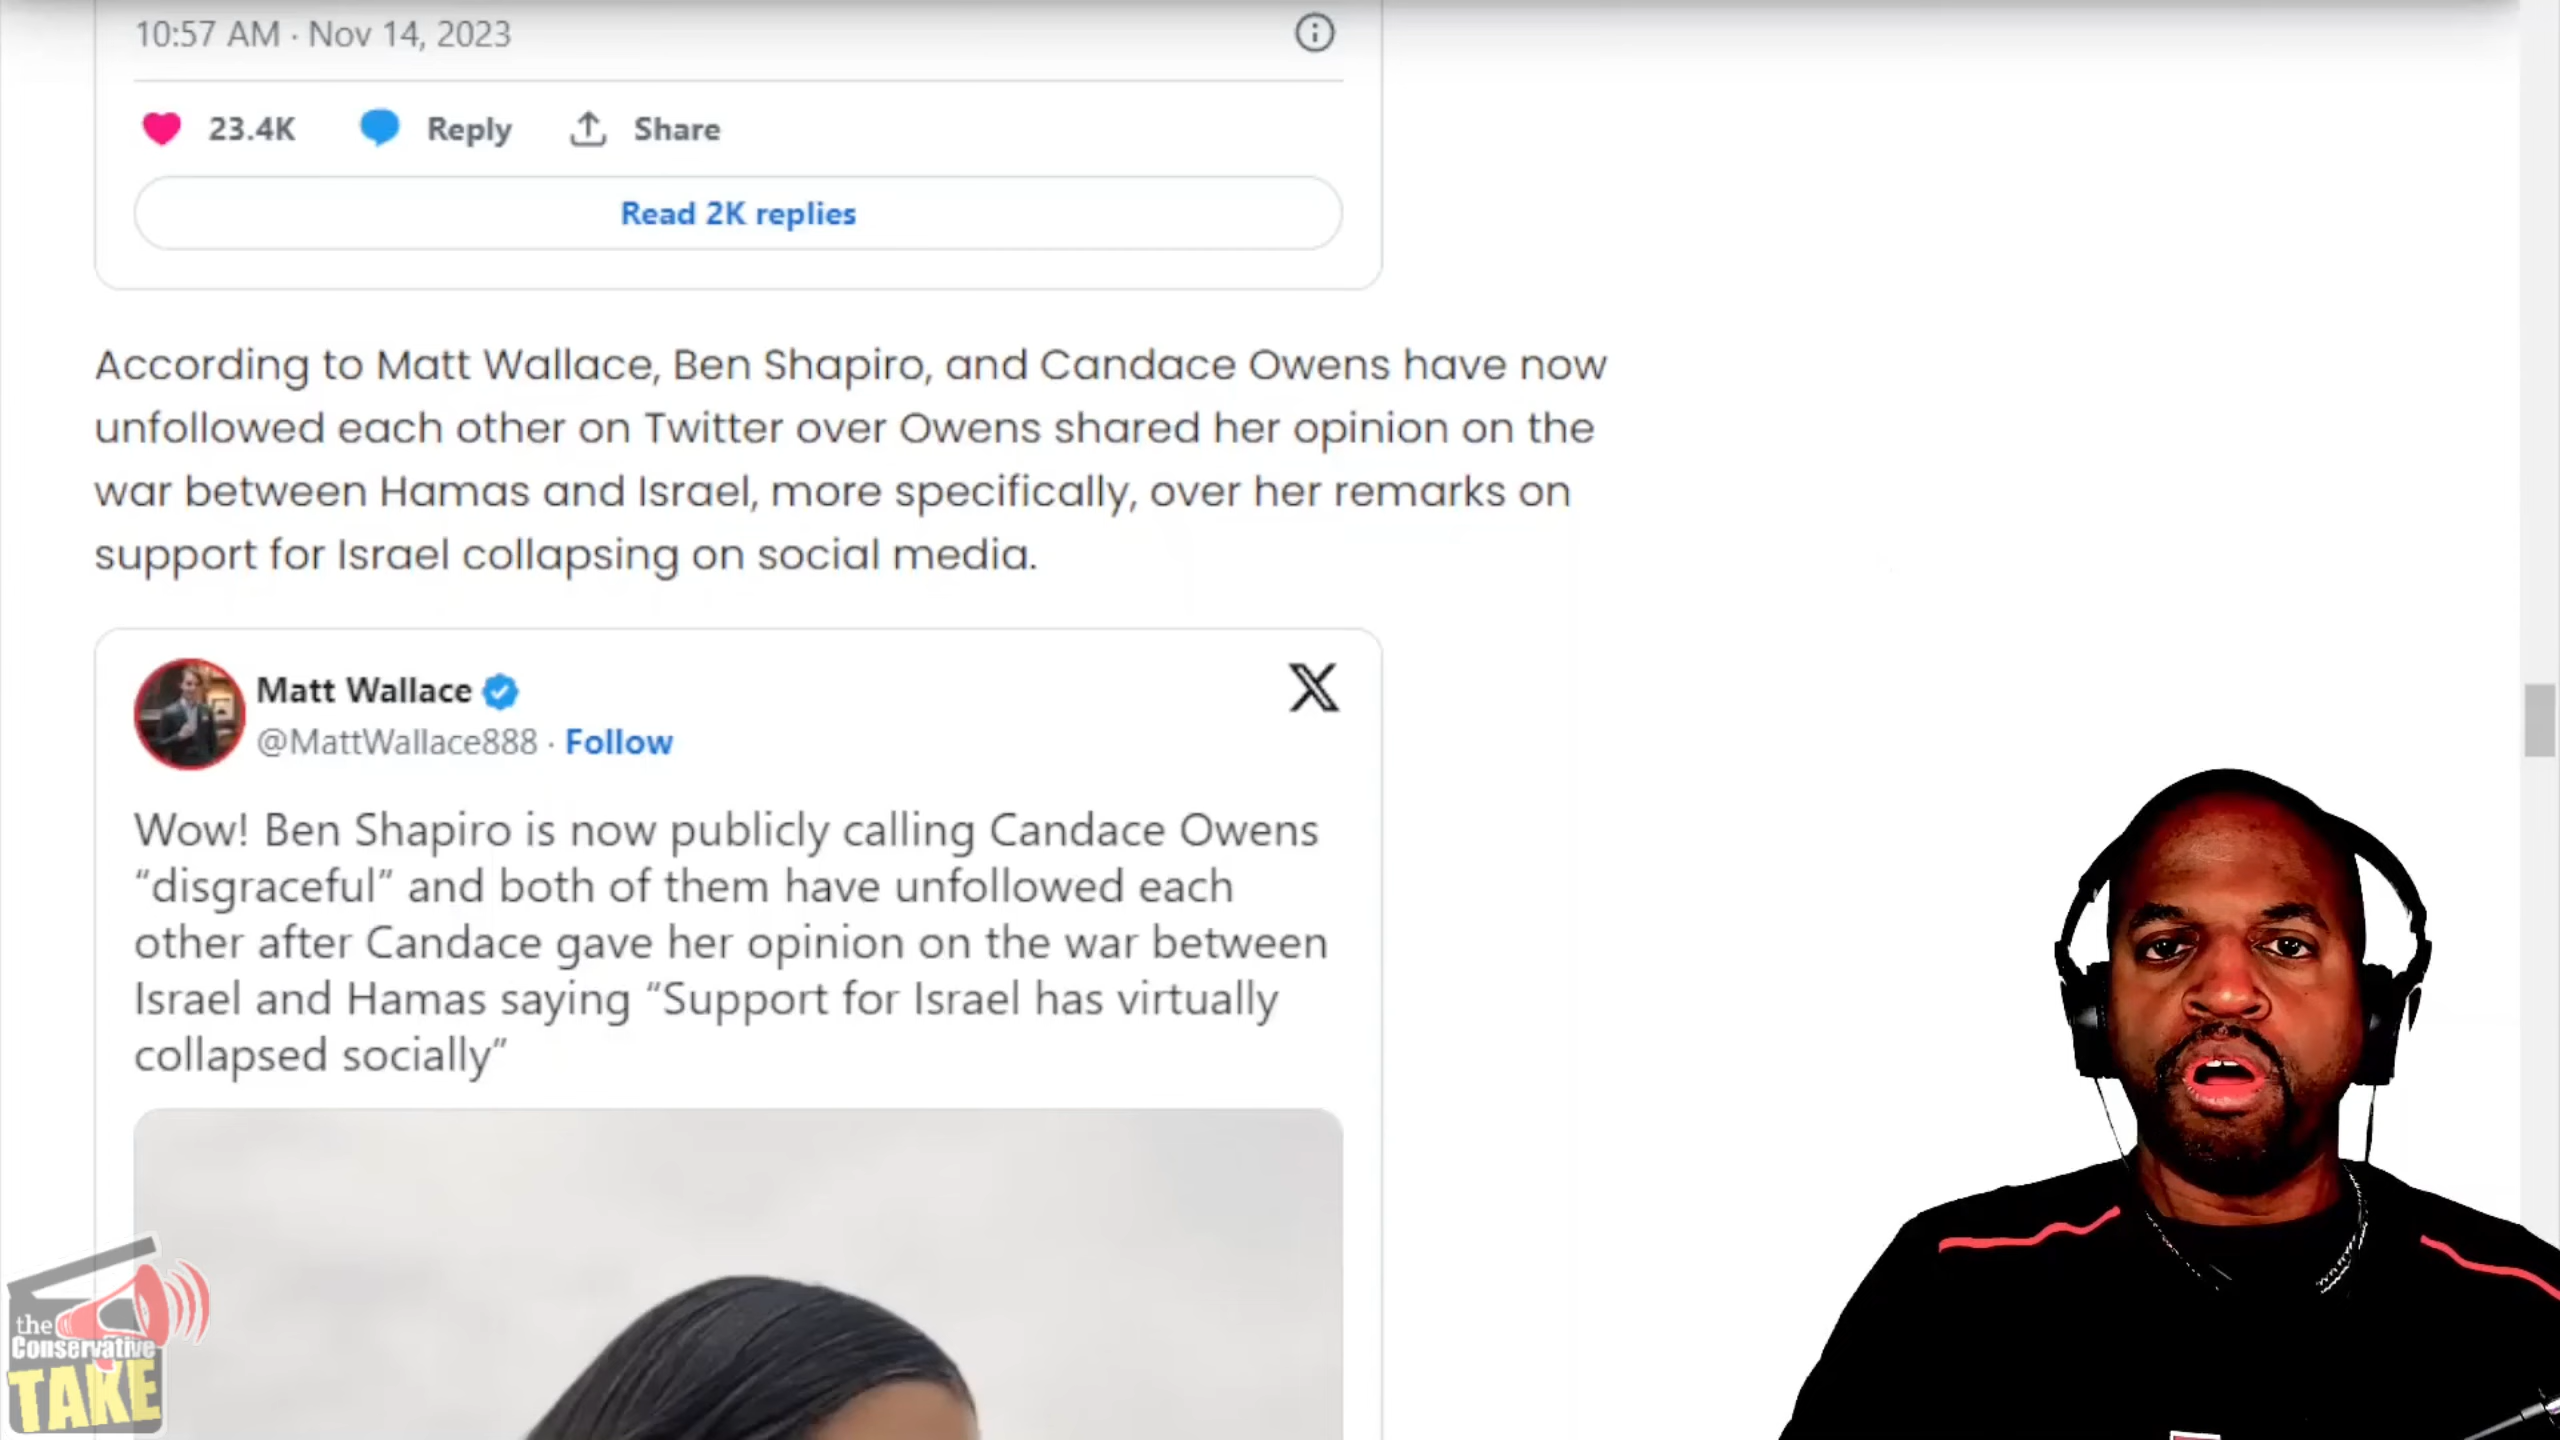 10:57 AM · Nov 14, 2023
23.4K Reply Share
Read 2K replies
According to Matt Wallace, Ben Shapiro, and Candace Owens have now
unfollowed each other on Twitter over Owens shared her opinion on the
war between Hamas and Israel, more specifically, over her remarks on
support for Israel collapsing on social media.
Matt Wallace
@MattWallace888 · Follow
Wow! Ben Shapiro is now publicly calling Candace Owens
“disgraceful” and both of them have unfollowed each
other after Candace gave her opinion on the war between
Israel and Hamas saying “Support for Israel has virtually
collapsed socially”
the
Conservative
TAKE